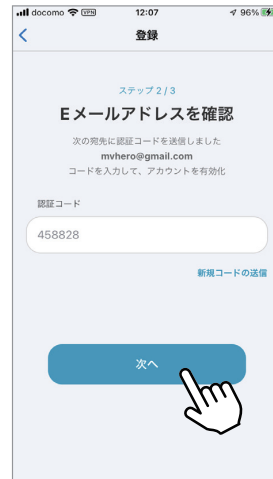 docomo VPN 12:07 96%
登録
ステップ 2 / 3
Eメールアドレスを確認
次の宛先に認証コードを送信しました
mvhero@gmail.com
コードを入力して、アカウントを有効化
認証コード
458828
新規コードの送信
次へ